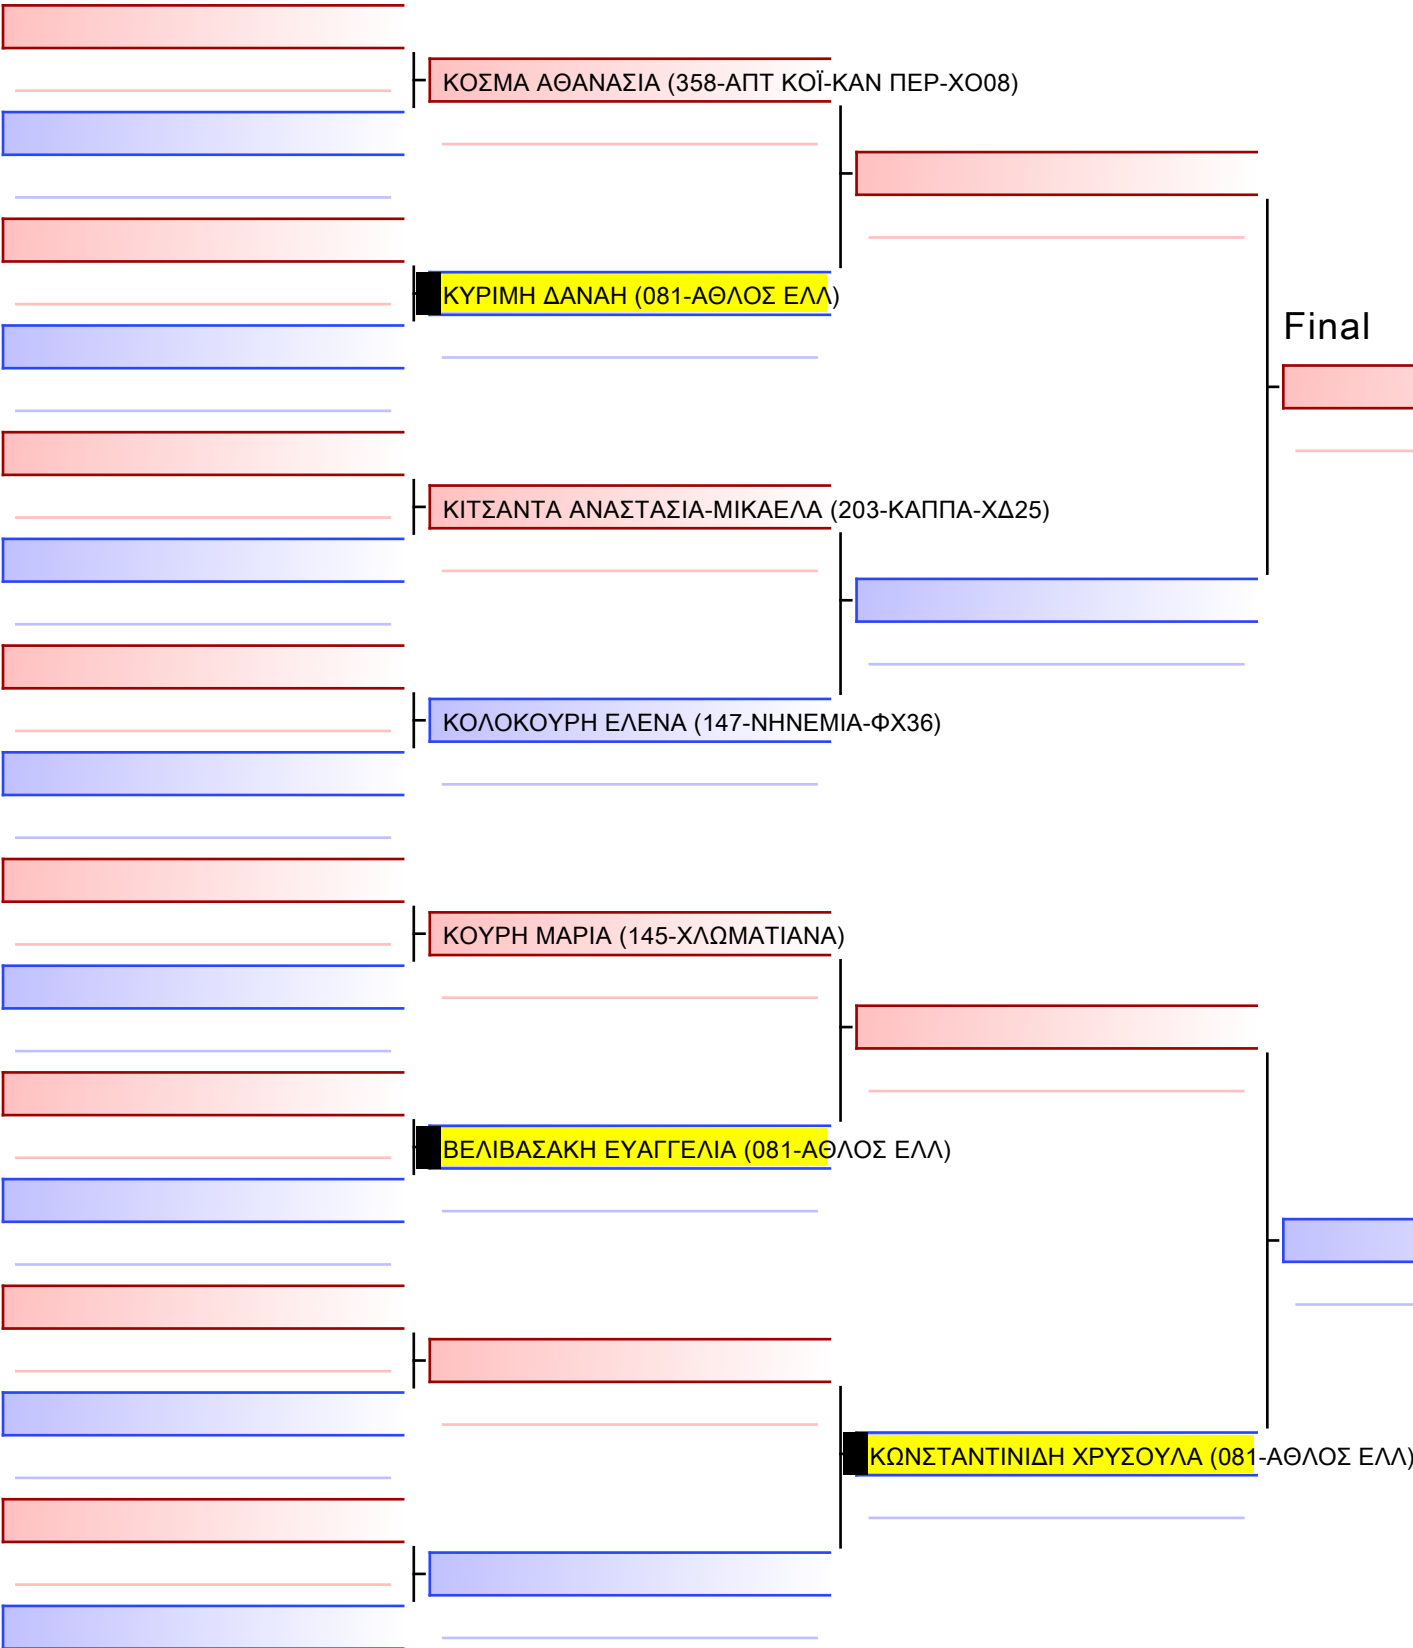 ΚΟΣΜΑ ΑΘΑΝΑΣΙΑ (358-ΑΠΤ ΚΟΪ-ΚΑΝ ΠΕΡ-ΧΟ08)
ΚΥΡΙΜΗ ΔΑΝΑΗ (081-ΑΘΛΟΣ ΕΛΛ)
Final
ΚΙΤΣΑΝΤΑ ΑΝΑΣΤΑΣΙΑ-ΜΙΚΑΕΛΑ (203-ΚΑΠΠΑ-ΧΔ25)
ΚΟΛΟΚΟΥΡΗ ΕΛΕΝΑ (147-ΝΗΝΕΜΙΑ-ΦΧ36)
ΚΟΥΡΗ ΜΑΡΙΑ (145-ΧΛΩΜΑΤΙΑΝΑ)
ΒΕΛΙΒΑΣΑΚΗ ΕΥΑΓΓΕΛΙΑ (081-ΑΘΛΟΣ ΕΛΛ)
ΚΩΝΣΤΑΝΤΙΝΙΔΗ ΧΡΥΣΟΥΛΑ (081-ΑΘΛΟΣ ΕΛΛ)